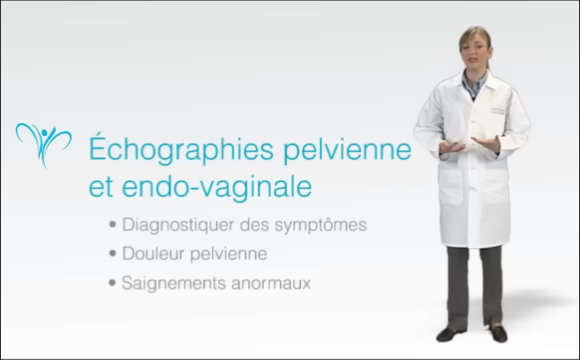 Échographies pelvienne
et endo-vaginale
• Diagnostiquer des symptômes
• Douleur pelvienne
• Saignements anormaux